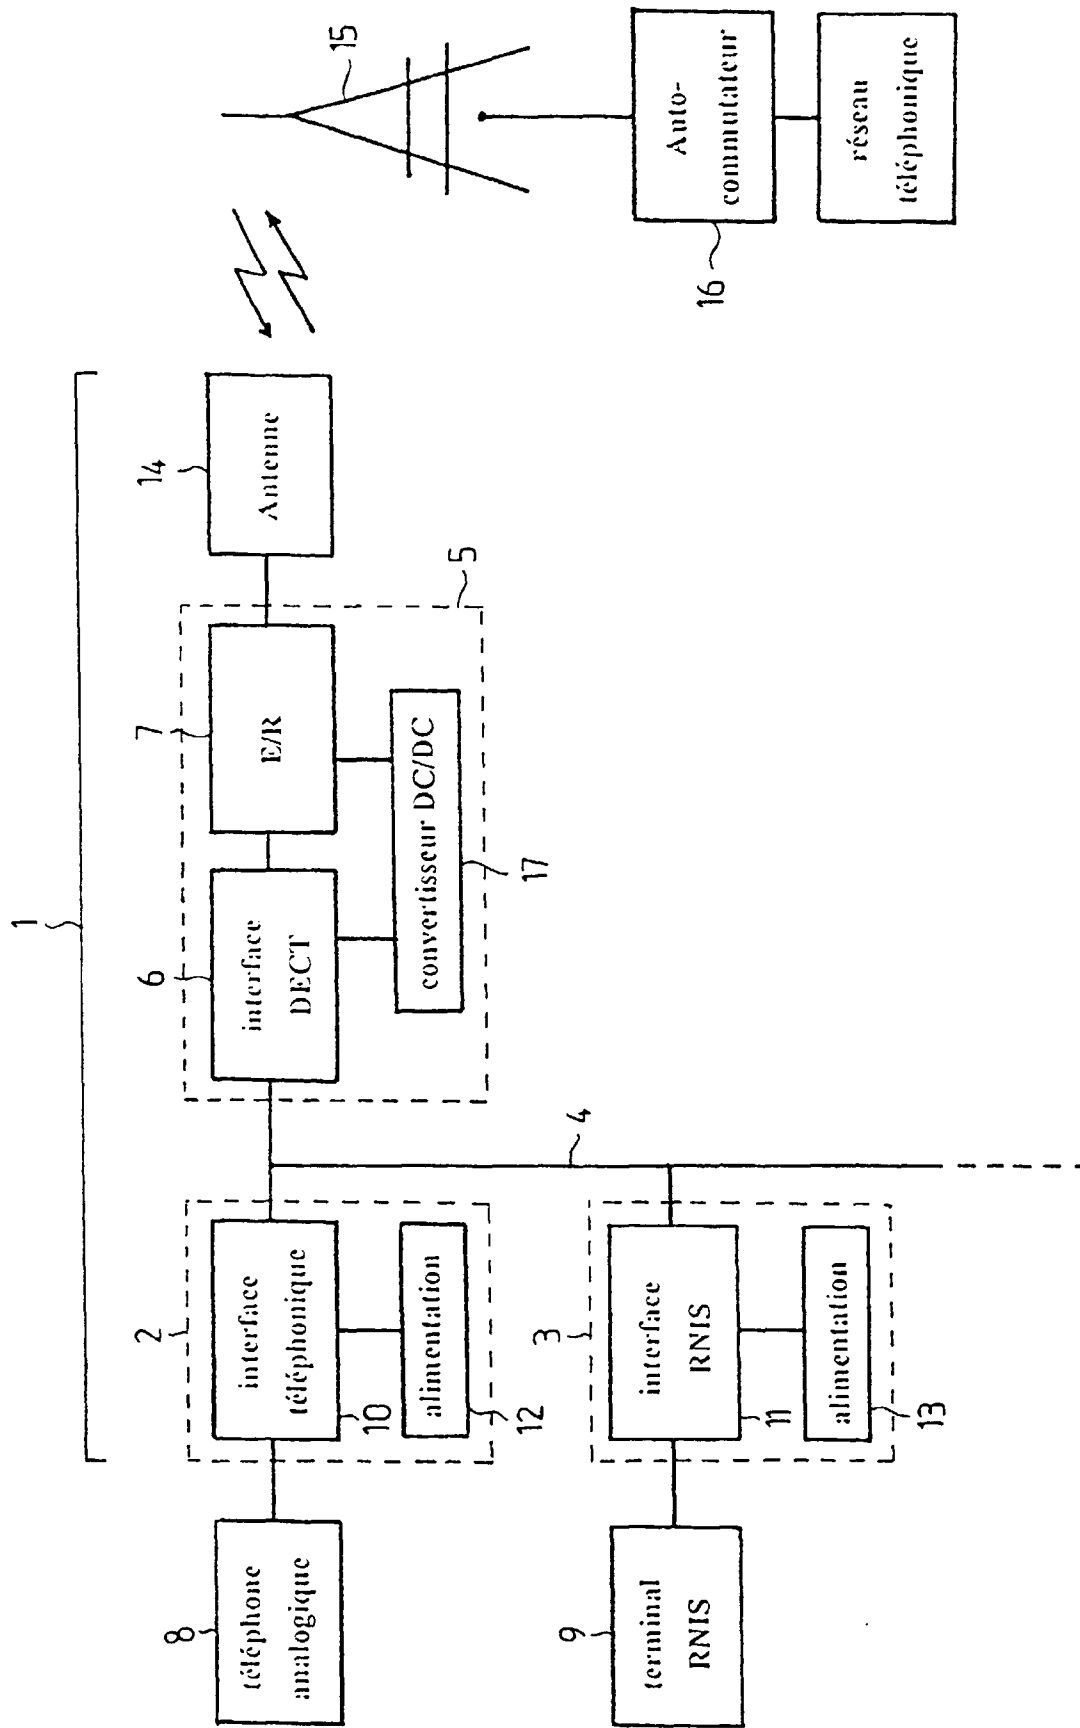 1
8
téléphone
analogique
2
interface
téléphonique
10
alimentation
12
4
6
interface
DECT
7
E/R
convertisseur DC/DC
17
5
14
Antenne
15
9
terminal
RNIS
3
interface
RNIS
11
alimentation
13
16
Auto-
commutateur
réseau
téléphonique